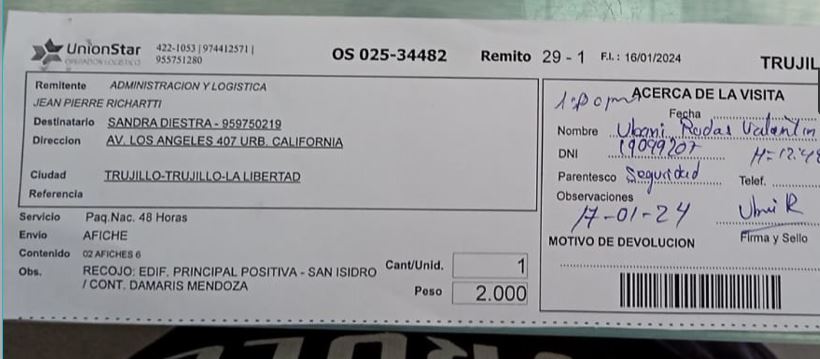 UnionStar
OPERADOR LOGISTICO
422-1053 | 974412571 |
955751280
OS 025-34482
Remito 29 - 1
F.I.: 16/01/2024
TRUJIL
Remitente ADMINISTRACION Y LOGISTICA
JEAN PIERRE RICHARTTI
Destinatario SANDRA DIESTRA - 959750219
Direccion AV. LOS ANGELES 407 URB. CALIFORNIA
Ciudad TRUJILLO-TRUJILLO-LA LIBERTAD
Referencia
Servicio Paq.Nac. 48 Horas
Envio AFICHE
Contenido 02 AFICHES 6
Obs. RECOJO: EDIF. PRINCIPAL POSITIVA - SAN ISIDRO
/ CONT. DAMARIS MENDOZA
Cant/Unid. 1
Peso 2.000
ACERCA DE LA VISITA
Fecha
Nombre Valentin
DNI 19099207
Parentesco Seguridad Telef.
Observaciones
17-01-24
MOTIVO DE DEVOLUCION
Firma y Sello